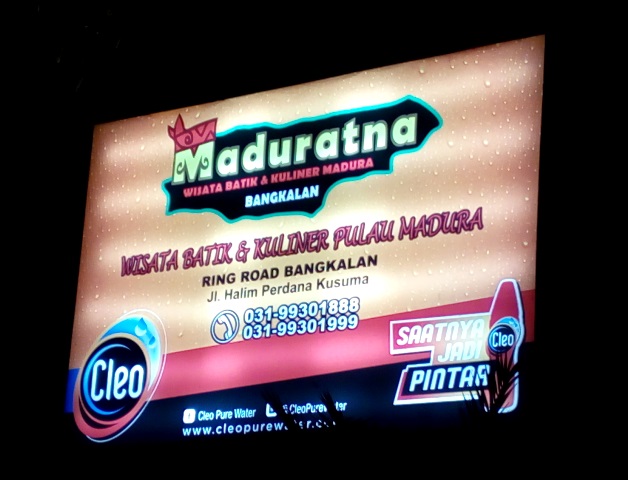 Maduratna
WISATA BATIK & KULINER MADURA
BANGKALAN
WISATA BATIK & KULINER PULAU MADURA
RING ROAD BANGKALAN
Jl. Halim Perdana Kusuma
031-99301888
031-99301999
SAATNYA
JADI
PINTAR
Cleo
Cleo
Cleo Pure Water